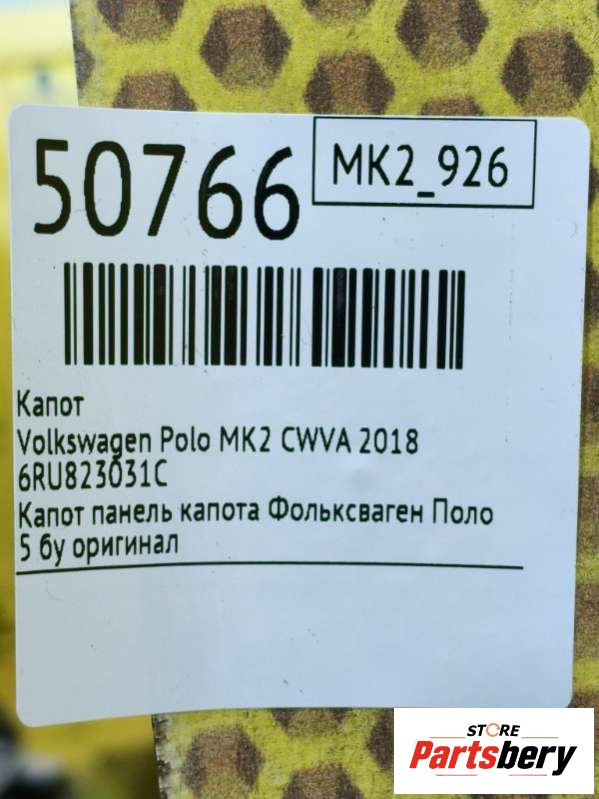 50766
MK2_926
Капот
Volkswagen Polo MK2 CWVA 2018
6RU823031C
Капот панель капота Фольксваген Поло
5 бу оригинал
STORE
Partsbery